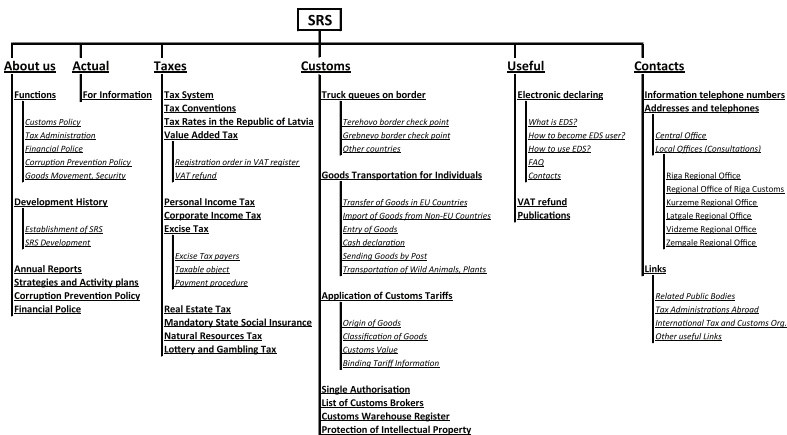 SRS
About us
Functions
Customs Policy
Tax Administration
Financial Police
Corruption Prevention Policy
Goods Movement, Security
Development History
Establishment of SRS
SRS Development
Annual Reports
Strategies and Activity plans
Corruption Prevention Policy
Financial Police
Actual
For Information
Taxes
Tax System
Tax Conventions
Tax Rates in the Republic of Latvia
Value Added Tax
Registration order in VAT register
VAT refund
Personal Income Tax
Corporate Income Tax
Excise Tax
Excise Tax payers
Taxable object
Payment procedure
Real Estate Tax
Mandatory State Social Insurance
Natural Resources Tax
Lottery and Gambling Tax
Customs
Truck queues on border
Terehovo border check point
Grebnevo border check point
Other countries
Goods Transportation for Individuals
Transfer of Goods in EU Countries
Import of Goods from Non-EU Countries
Entry of Goods
Cash declaration
Sending Goods by Post
Transportation of Wild Animals, Plants
Application of Customs Tariffs
Origin of Goods
Classification of Goods
Customs Value
Binding Tariff Information
Single Authorisation
List of Customs Brokers
Customs Warehouse Register
Protection of Intellectual Property
Useful
Electronic declaring
What is EDS?
How to become EDS user?
How to use EDS?
FAQ
Contacts
VAT refund
Publications
Contacts
Information telephone numbers
Addresses and telephones
Central Office
Local Offices (Consultations)
Riga Regional Office
Regional Office of Riga Customs
Kurzeme Regional Office
Latgale Regional Office
Vidzeme Regional Office
Zemgale Regional Office
Links
Related Public Bodies
Tax Administrations Abroad
International Tax and Customs Org.
Other useful Links